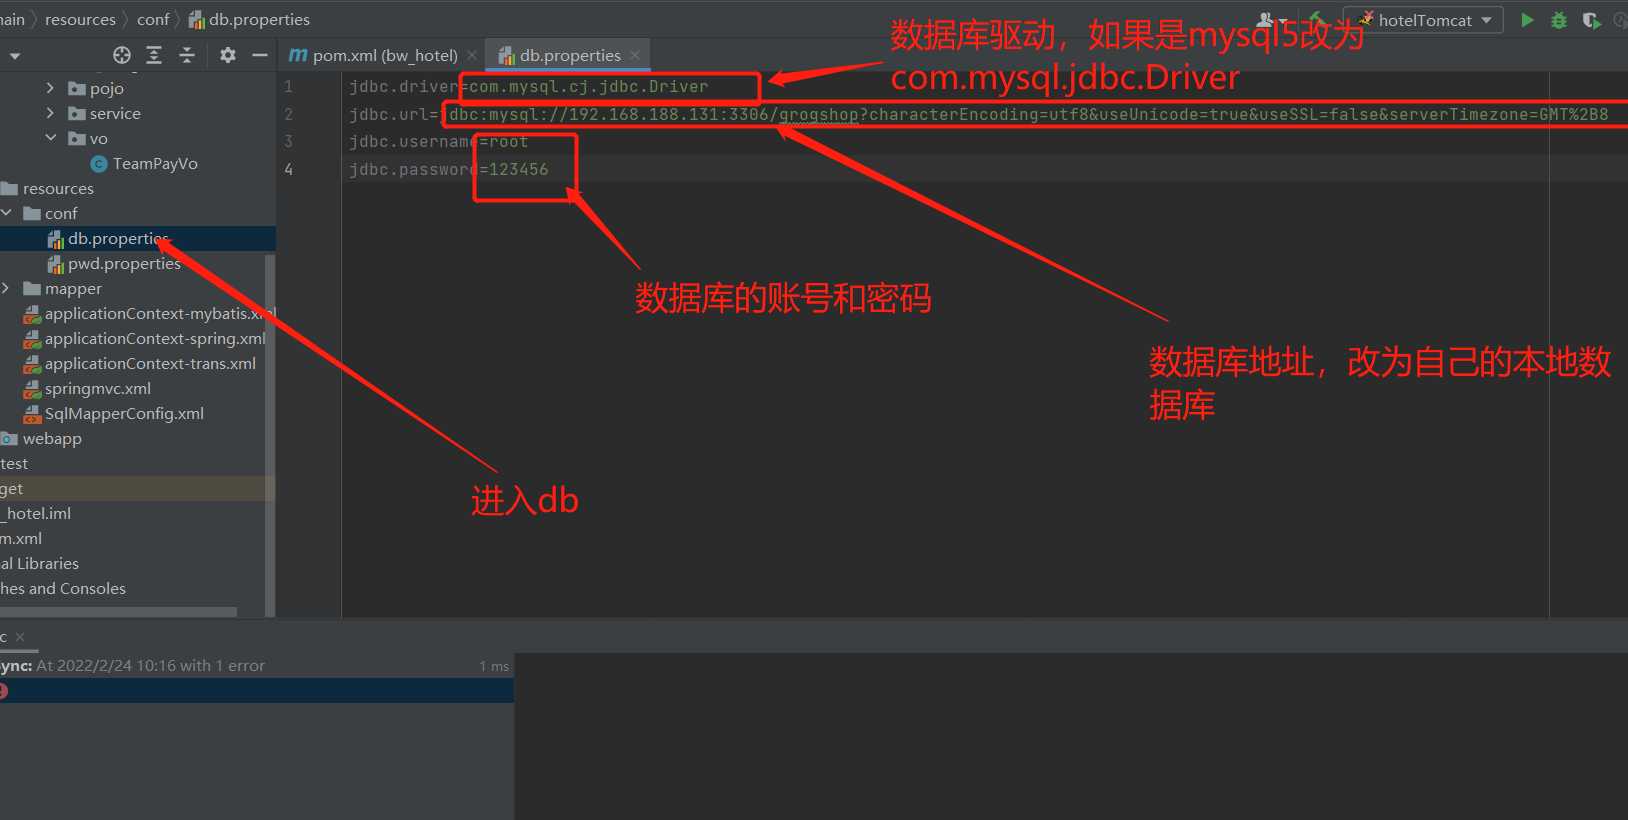 main
resources
conf
db.properties
hotelTomcat
pom.xml (bw_hotel)
db.properties
数据库驱动，如果是mysql5改为
com.mysql.jdbc.Driver
pojo
service
vo
TeamPayVo
resources
conf
db.properties
pwd.properties
mapper
applicationContext-mybatis.xml
applicationContext-spring.xml
applicationContext-trans.xml
springmvc.xml
SqlMapperConfig.xml
webapp
test
get
_hotel.iml
m.xml
al Libraries
hes and Consoles
1 jdbc.driver=com.mysql.cj.jdbc.Driver
2 jdbc.url=jdbc:mysql://192.168.188.131:3306/grogshop?characterEncoding=utf8&useUnicode=true&useSSL=false&serverTimezone=GMT%2B8
3 jdbc.username=root
4 jdbc.password=123456
数据库的账号和密码
数据库地址，改为自己的本地数
据库
进入db
c
ync: At 2022/2/24 10:16 with 1 error
1 ms